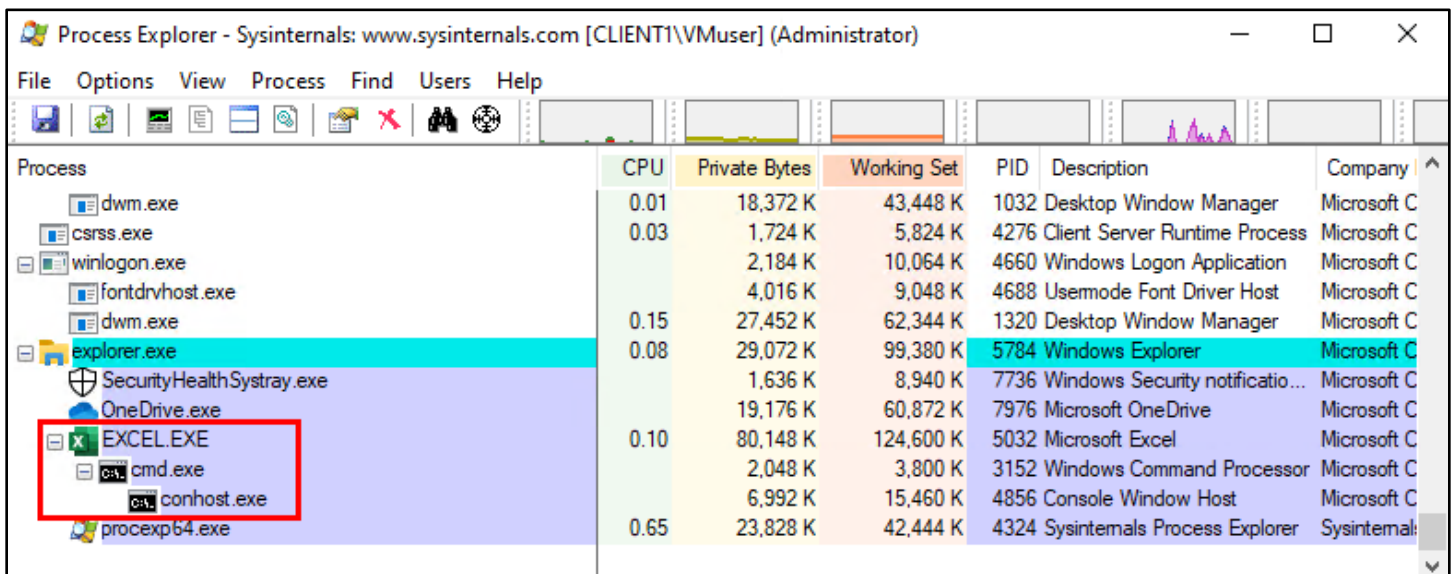 Process Explorer - Sysinternals: www.sysinternals.com [CLIENT1\VMuser] (Administrator)
File Options View Process Find Users Help
Process CPU Private Bytes Working Set PID Description Company
dwm.exe 0.01 18,372 K 43,448 K 1032 Desktop Window Manager Microsoft C
csrss.exe 0.03 1,724 K 5,824 K 4276 Client Server Runtime Process Microsoft C
winlogon.exe 2,184 K 10,064 K 4660 Windows Logon Application Microsoft C
fontdrvhost.exe 4,016 K 9,048 K 4688 Usermode Font Driver Host Microsoft C
dwm.exe 0.15 27,452 K 62,344 K 1320 Desktop Window Manager Microsoft C
explorer.exe 0.08 29,072 K 99,380 K 5784 Windows Explorer Microsoft C
SecurityHealthSystray.exe 1,636 K 8,940 K 7736 Windows Security notificatio... Microsoft C
OneDrive.exe 19,176 K 60,872 K 7976 Microsoft OneDrive Microsoft C
EXCEL.EXE 0.10 80,148 K 124,600 K 5032 Microsoft Excel Microsoft C
cmd.exe 2,048 K 3,800 K 3152 Windows Command Processor Microsoft C
conhost.exe 6,992 K 15,460 K 4856 Console Window Host Microsoft C
procexp64.exe 0.65 23,828 K 42,444 K 4324 Sysinternals Process Explorer Sysinternals